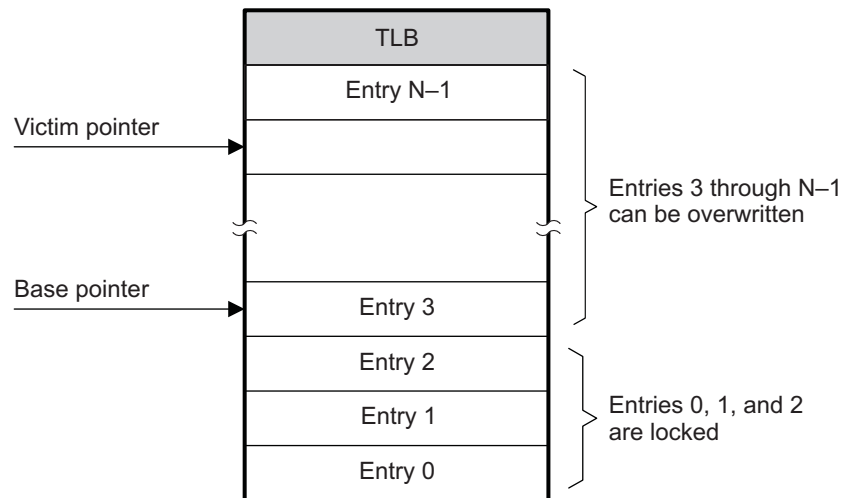 TLB
Entry N–1
Victim pointer
Entries 3 through N–1
can be overwritten
Base pointer
Entry 3
Entry 2
Entry 1
Entries 0, 1, and 2
are locked
Entry 0